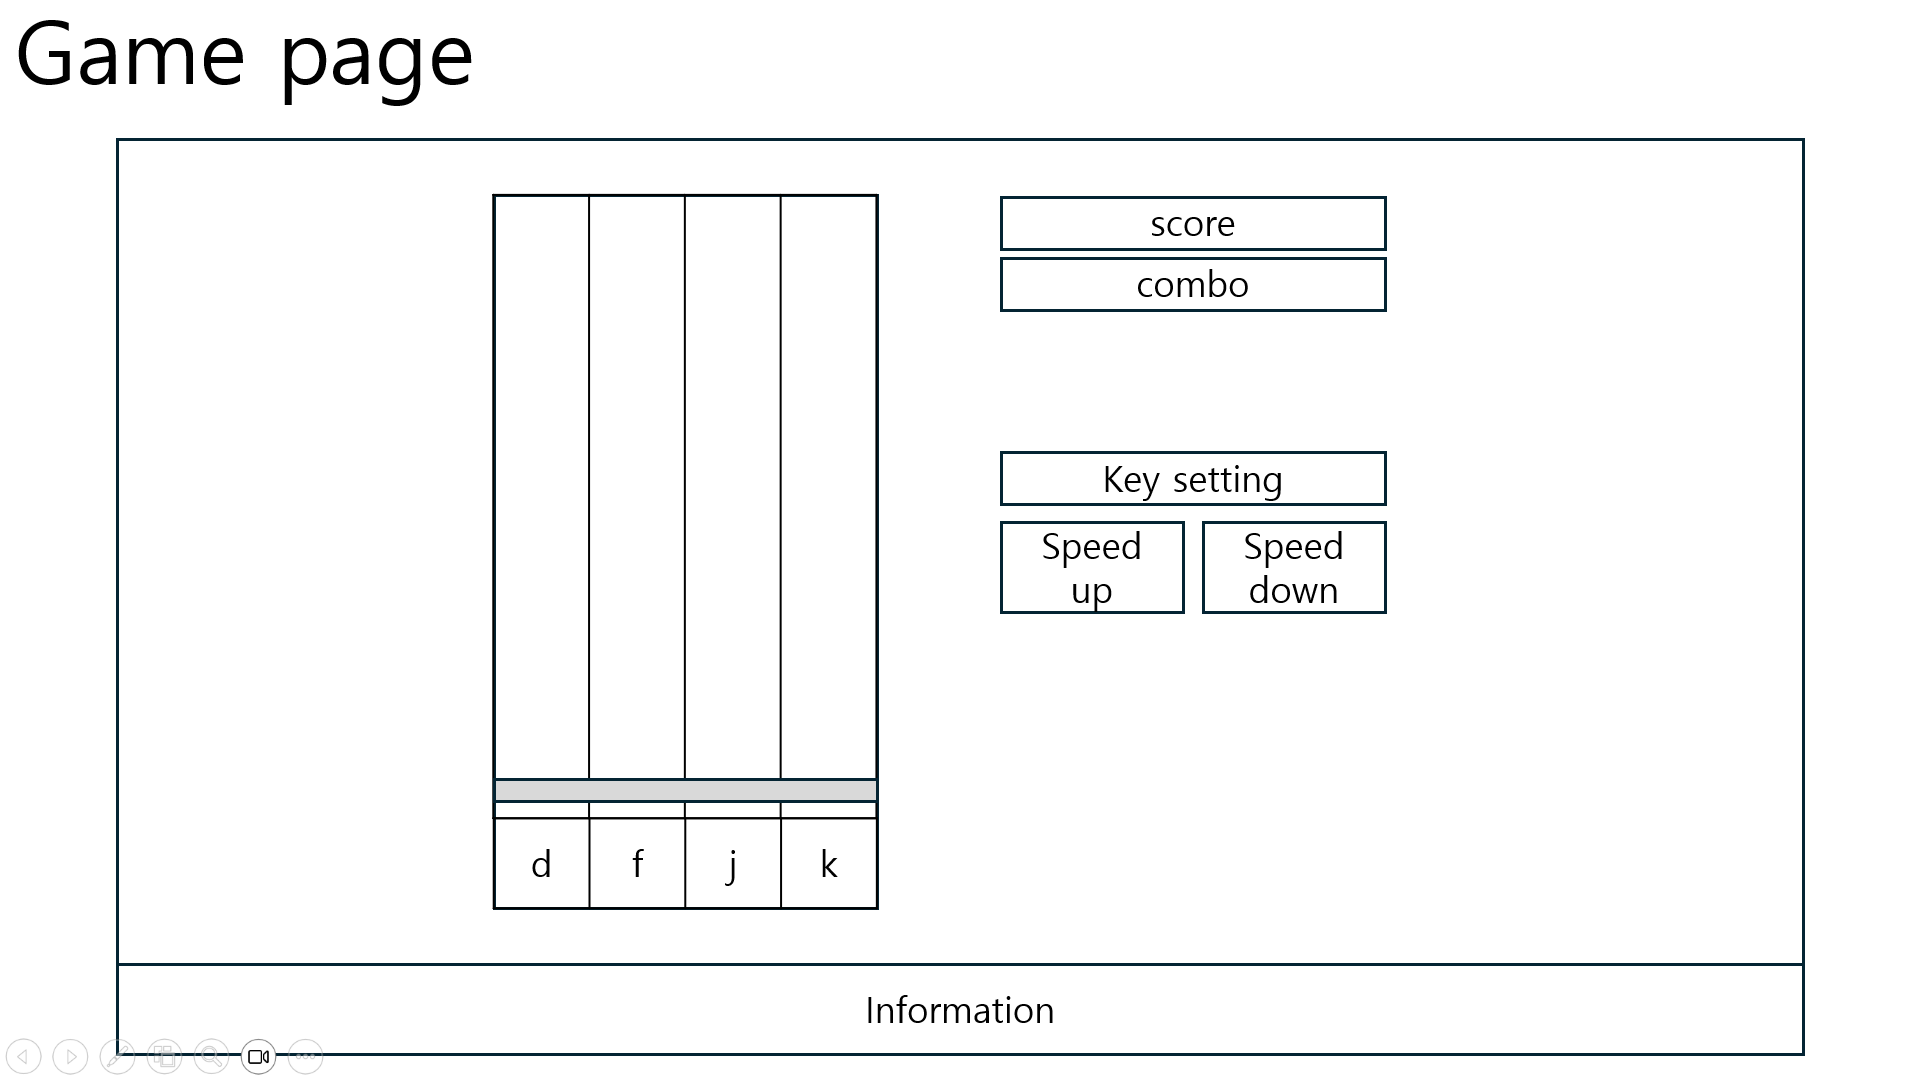 Game page
score
combo
Key setting
Speed
up
Speed
down
d
f
j
k
Information